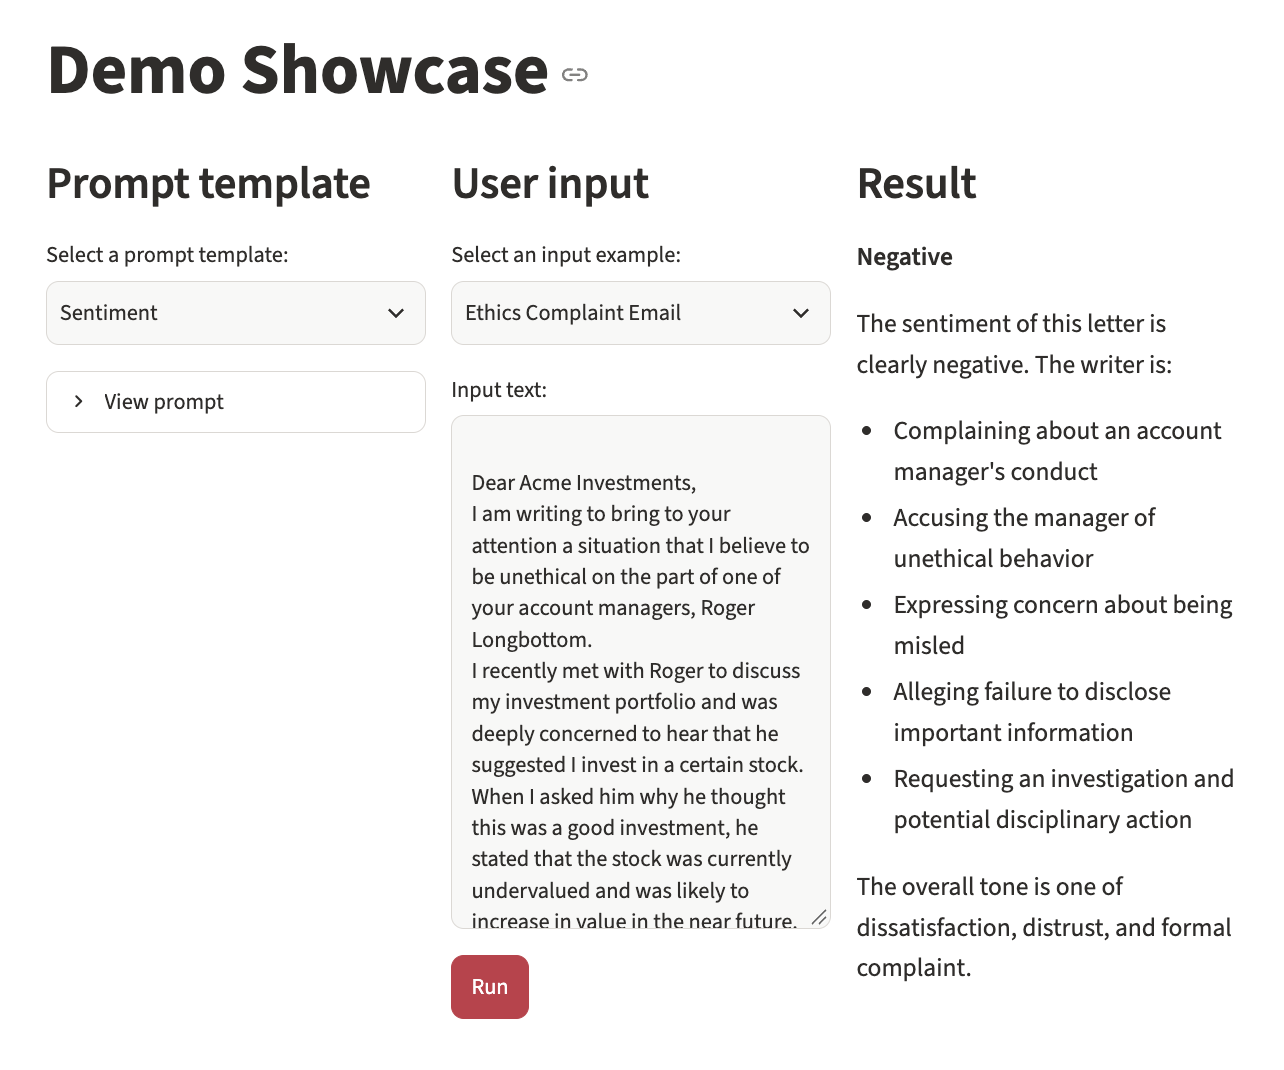 Demo Showcase
Prompt template
Select a prompt template:
Sentiment
View prompt
User input
Select an input example:
Ethics Complaint Email
Input text:
Dear Acme Investments,
I am writing to bring to your
attention a situation that I believe to
be unethical on the part of one of
your account managers, Roger
Longbottom.
I recently met with Roger to discuss
my investment portfolio and was
deeply concerned to hear that he
suggested I invest in a certain stock.
When I asked him why he thought
this was a good investment, he
stated that the stock was currently
undervalued and was likely to
increase in value in the near future.
Run
Result
Negative
The sentiment of this letter is
clearly negative. The writer is:
• Complaining about an account
manager's conduct
• Accusing the manager of
unethical behavior
• Expressing concern about being
misled
• Alleging failure to disclose
important information
• Requesting an investigation and
potential disciplinary action
The overall tone is one of
dissatisfaction, distrust, and formal
complaint.